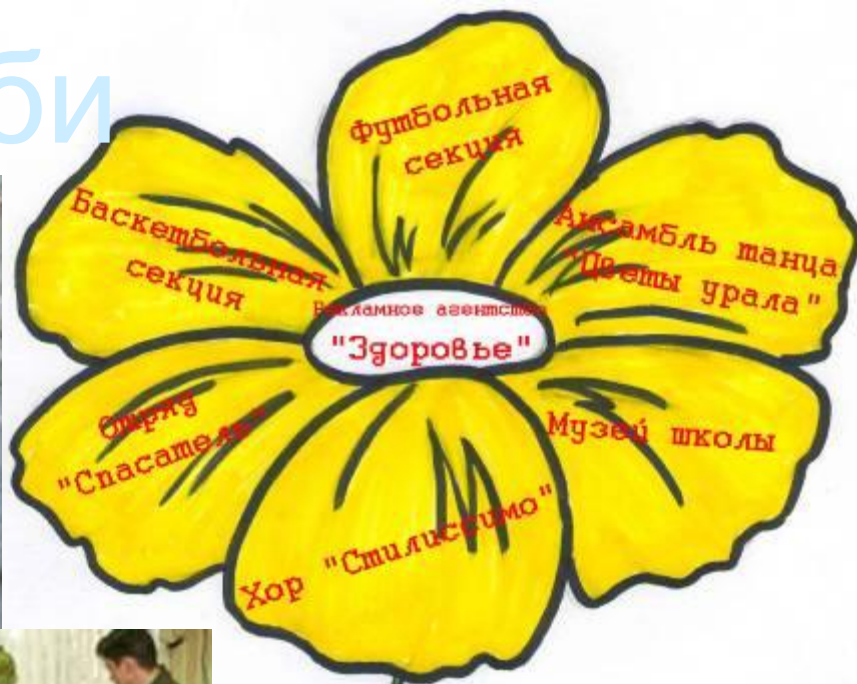 би
Футбольная
секция
Баскетбольная
секция
Ансамбль танца
"Цветы урала"
Рекламное агентство
"Здоровье"
Отряд
"Спасатель"
Музей школы
Хор "Стилиссимо"